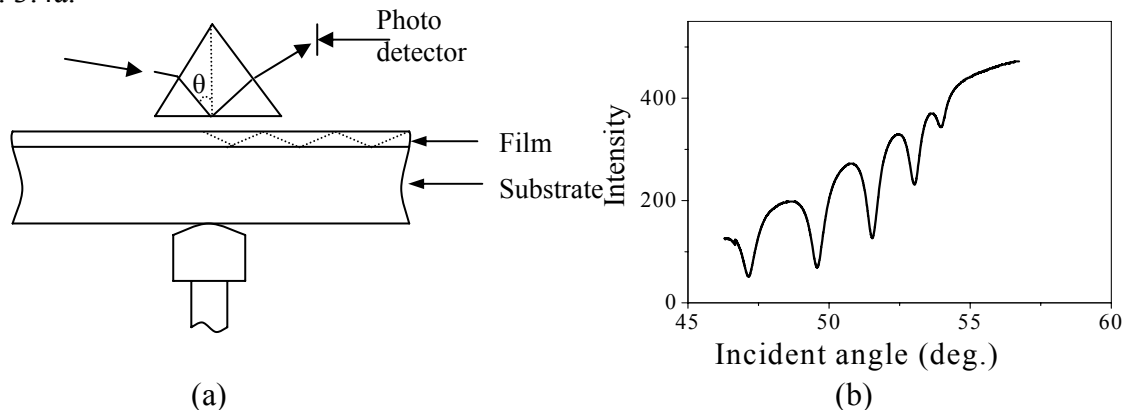 Photo
detector
θ
Film
Substrate
(a)
Intensity
400
200
0
45
50
55
60
Incident angle (deg.)
(b)